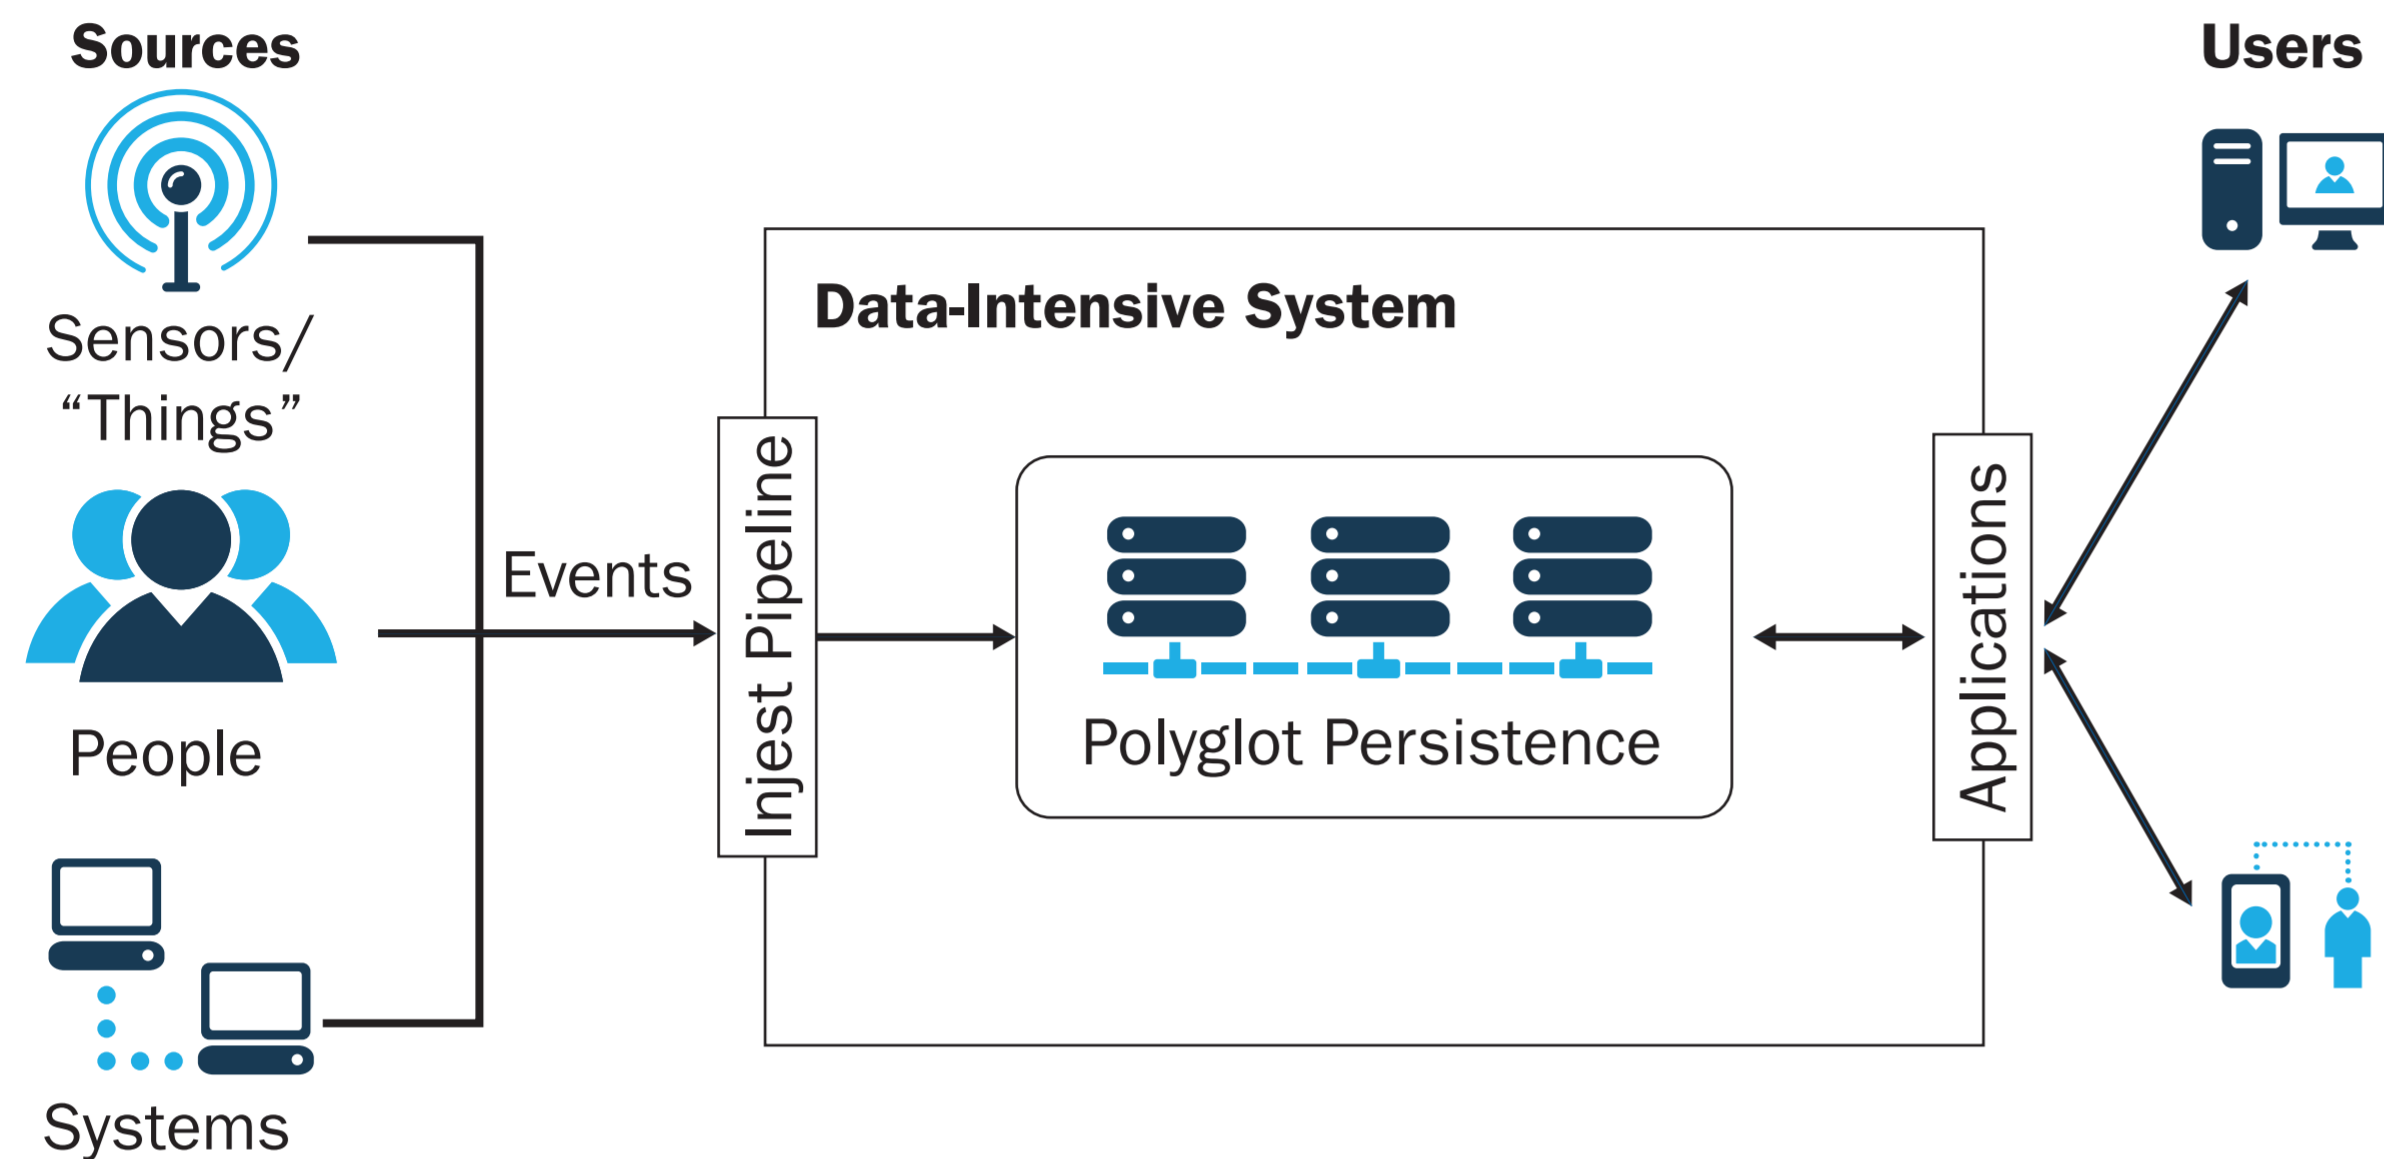 Sources
Sensors/
“Things”
People
Systems
Events
Injest Pipeline
Data-Intensive System
Polyglot Persistence
Applications
Users